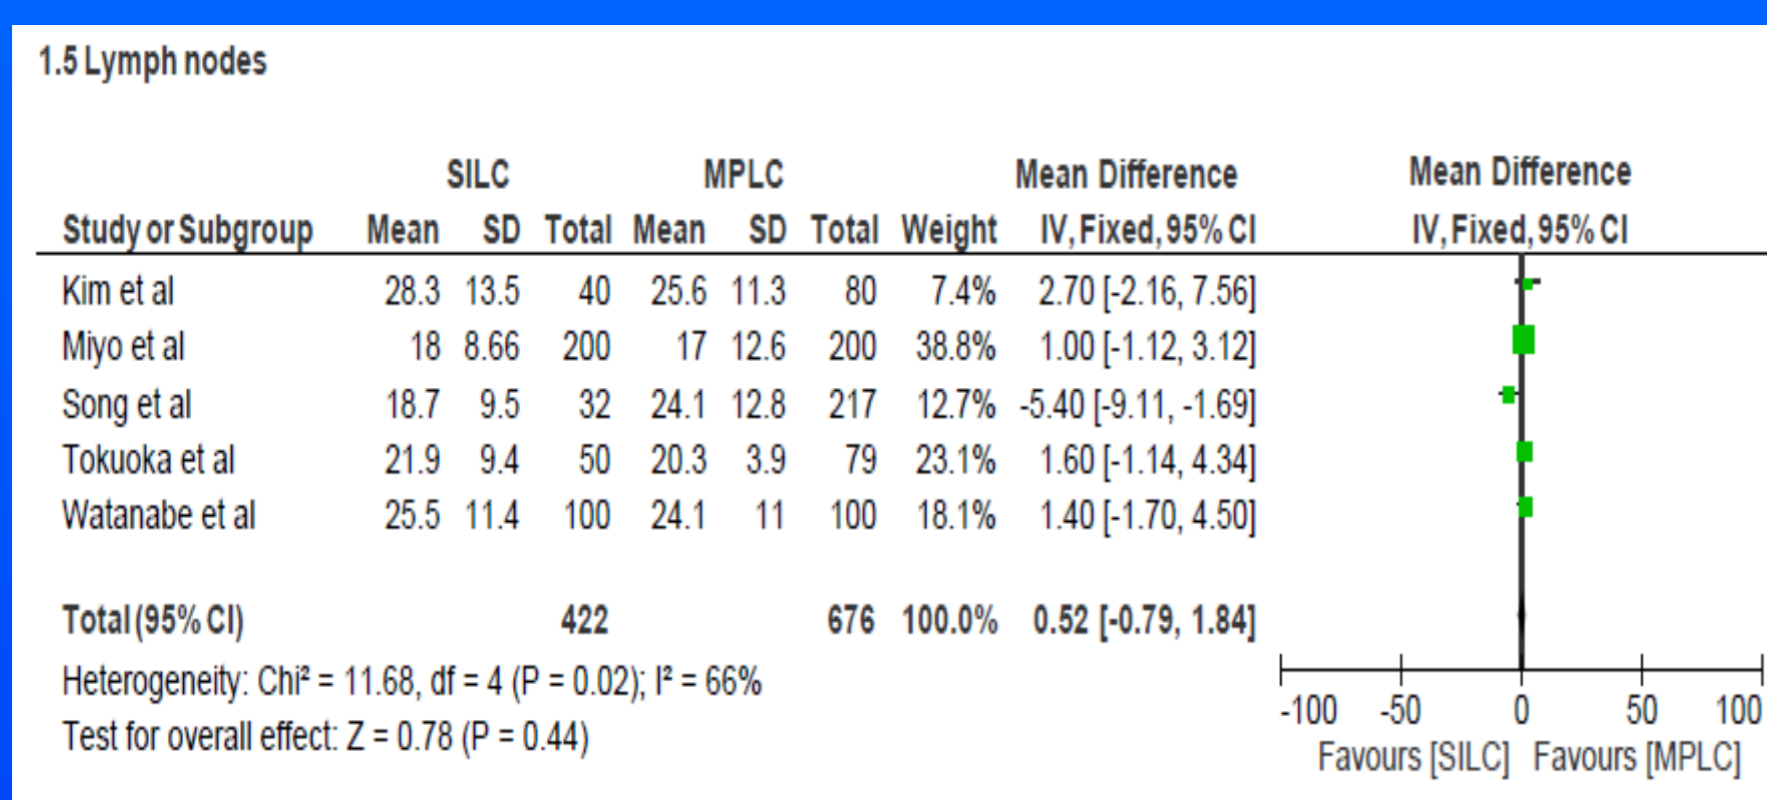 1.5 Lymph nodes
SILC MPLC Mean Difference Mean Difference
Study or Subgroup Mean SD Total Mean SD Total Weight IV, Fixed, 95% CI IV, Fixed, 95% CI
Kim et al 28.3 13.5 40 25.6 11.3 80 7.4% 2.70 [-2.16, 7.56]
Miyo et al 18 8.66 200 17 12.6 200 38.8% 1.00 [-1.12, 3.12]
Song et al 18.7 9.5 32 24.1 12.8 217 12.7% -5.40 [-9.11, -1.69]
Tokuoka et al 21.9 9.4 50 20.3 3.9 79 23.1% 1.60 [-1.14, 4.34]
Watanabe et al 25.5 11.4 100 24.1 11 100 18.1% 1.40 [-1.70, 4.50]
Total (95% CI) 422 676 100.0% 0.52 [-0.79, 1.84]
Heterogeneity: Chi² = 11.68, df = 4 (P = 0.02); I² = 66%
Test for overall effect: Z = 0.78 (P = 0.44)
-100 -50 0 50 100
Favours [SILC] Favours [MPLC]